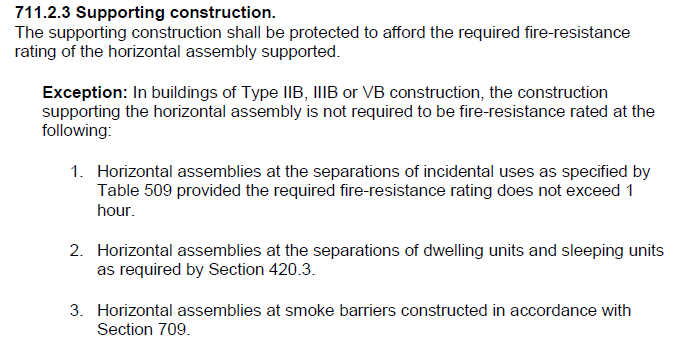 711.2.3 Supporting construction.
The supporting construction shall be protected to afford the required fire-resistance
rating of the horizontal assembly supported.
Exception: In buildings of Type IIB, IIIB or VB construction, the construction
supporting the horizontal assembly is not required to be fire-resistance rated at the
following:
1. Horizontal assemblies at the separations of incidental uses as specified by
Table 509 provided the required fire-resistance rating does not exceed 1
hour.
2. Horizontal assemblies at the separations of dwelling units and sleeping units
as required by Section 420.3.
3. Horizontal assemblies at smoke barriers constructed in accordance with
Section 709.